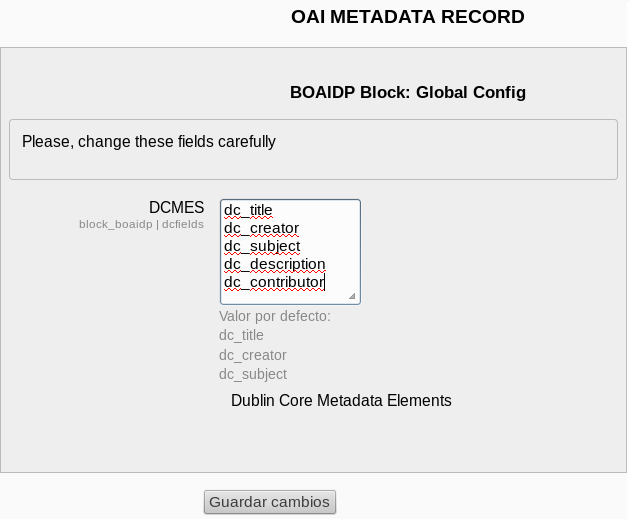 OAI METADATA RECORD
BOAIDP Block: Global Config
Please, change these fields carefully
DCMES
block_boaidp | dcfields
dc_title
dc_creator
dc_subject
dc_description
dc_contributor
Valor por defecto:
dc_title
dc_creator
dc_subject
Dublin Core Metadata Elements
Guardar cambios